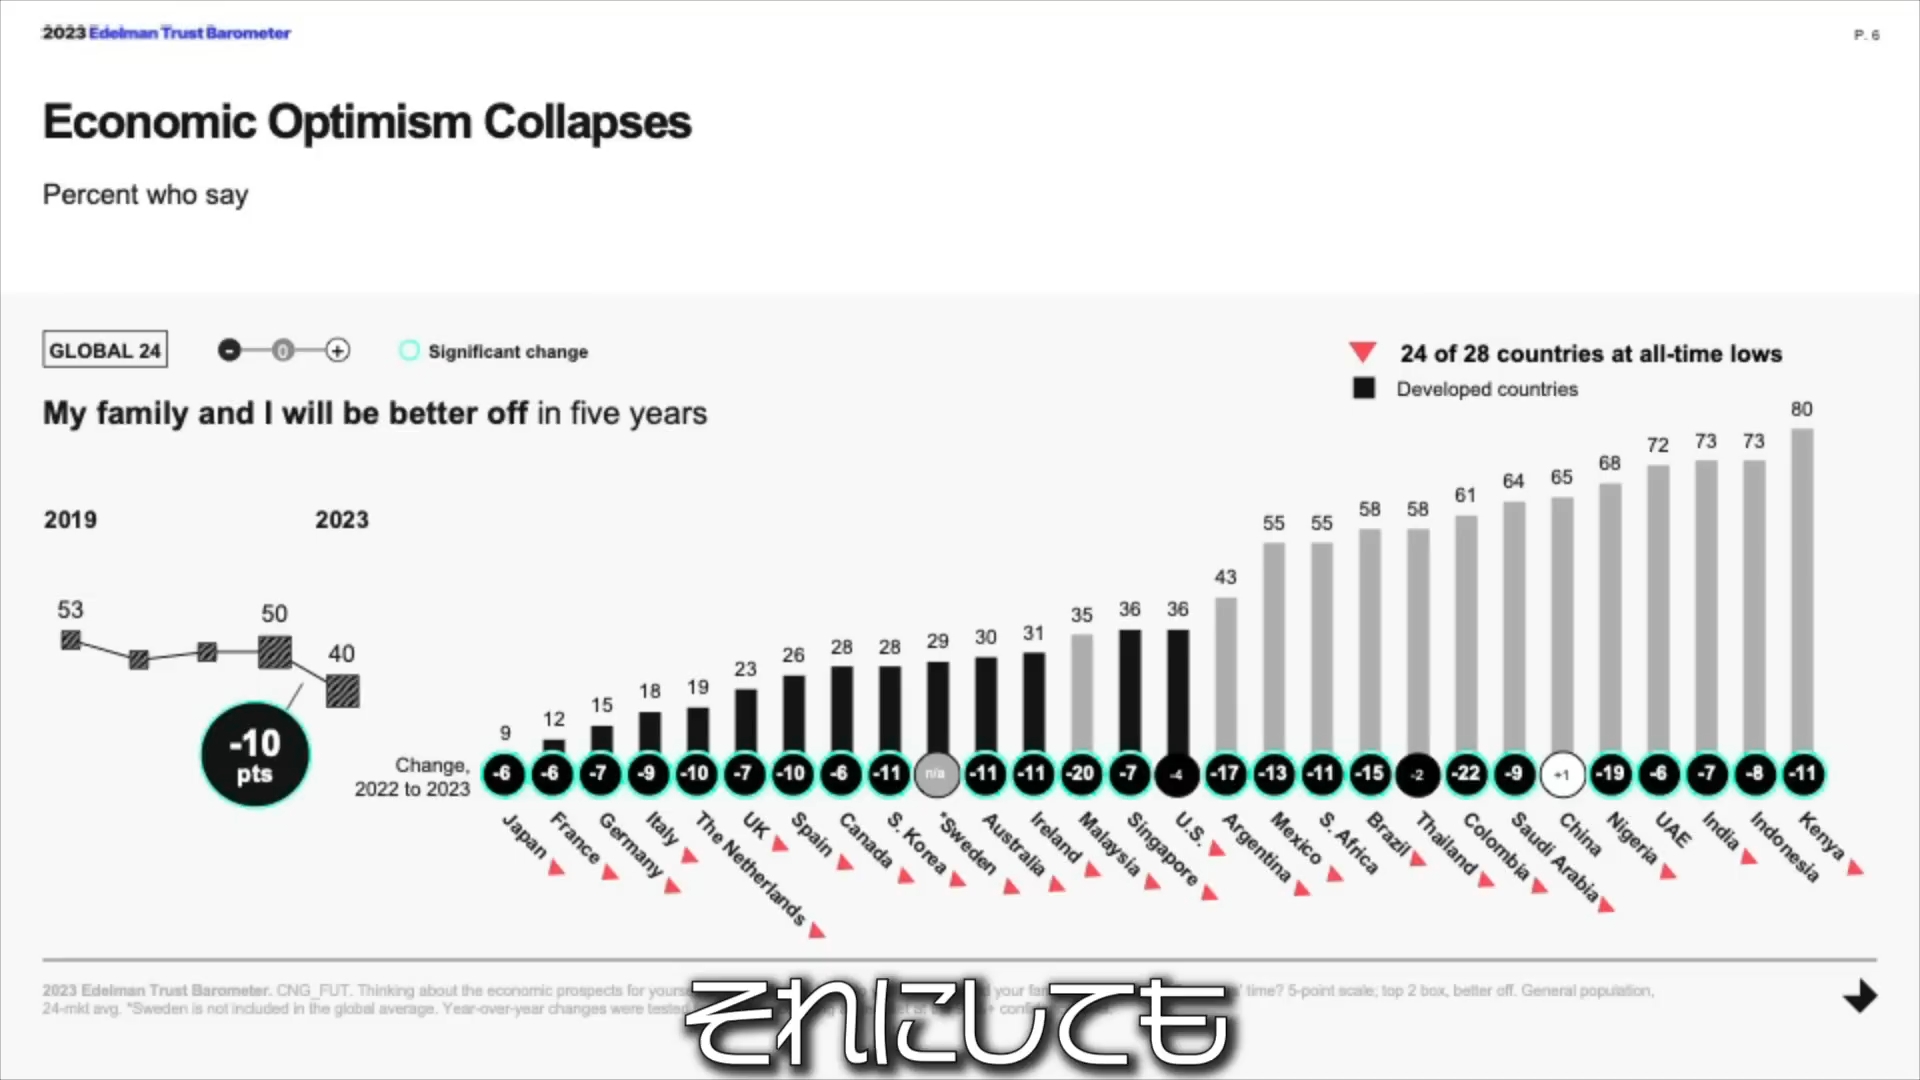 2023 Edelman Trust Barometer
P. 6
Economic Optimism Collapses
Percent who say
GLOBAL 24
- 0 +
Significant change
24 of 28 countries at all-time lows
Developed countries
My family and I will be better off in five years
2019 2023
53 50 40
-10
pts
9 12 15 18 19 23 26 28 28 29 30 31 35 36 36 43 55 55 58 58 61 64 65 68 72 73 73 80
Change,
2022 to 2023
-6 -6 -7 -9 -10 -7 -10 -6 -11 n/a -11 -11 -20 -7 -4 -17 -13 -11 -15 -2 -22 -9 +1 -19 -6 -7 -8 -11
Japan
France
Germany
Italy
The Netherlands
UK
Spain
Canada
S. Korea
*Sweden
Australia
Ireland
Malaysia
Singapore
U.S.
Argentina
Mexico
S. Africa
Brazil
Thailand
Colombia
Saudi Arabia
China
Nigeria
UAE
India
Indonesia
Kenya
2023 Edelman Trust Barometer. CNG_FUT. Thinking about the economic prospects for your your time? 5-point scale; top 2 box, better off. General population,
24-mkt avg. *Sweden is not included in the global average. Year-over-year changes were tested
それにしても